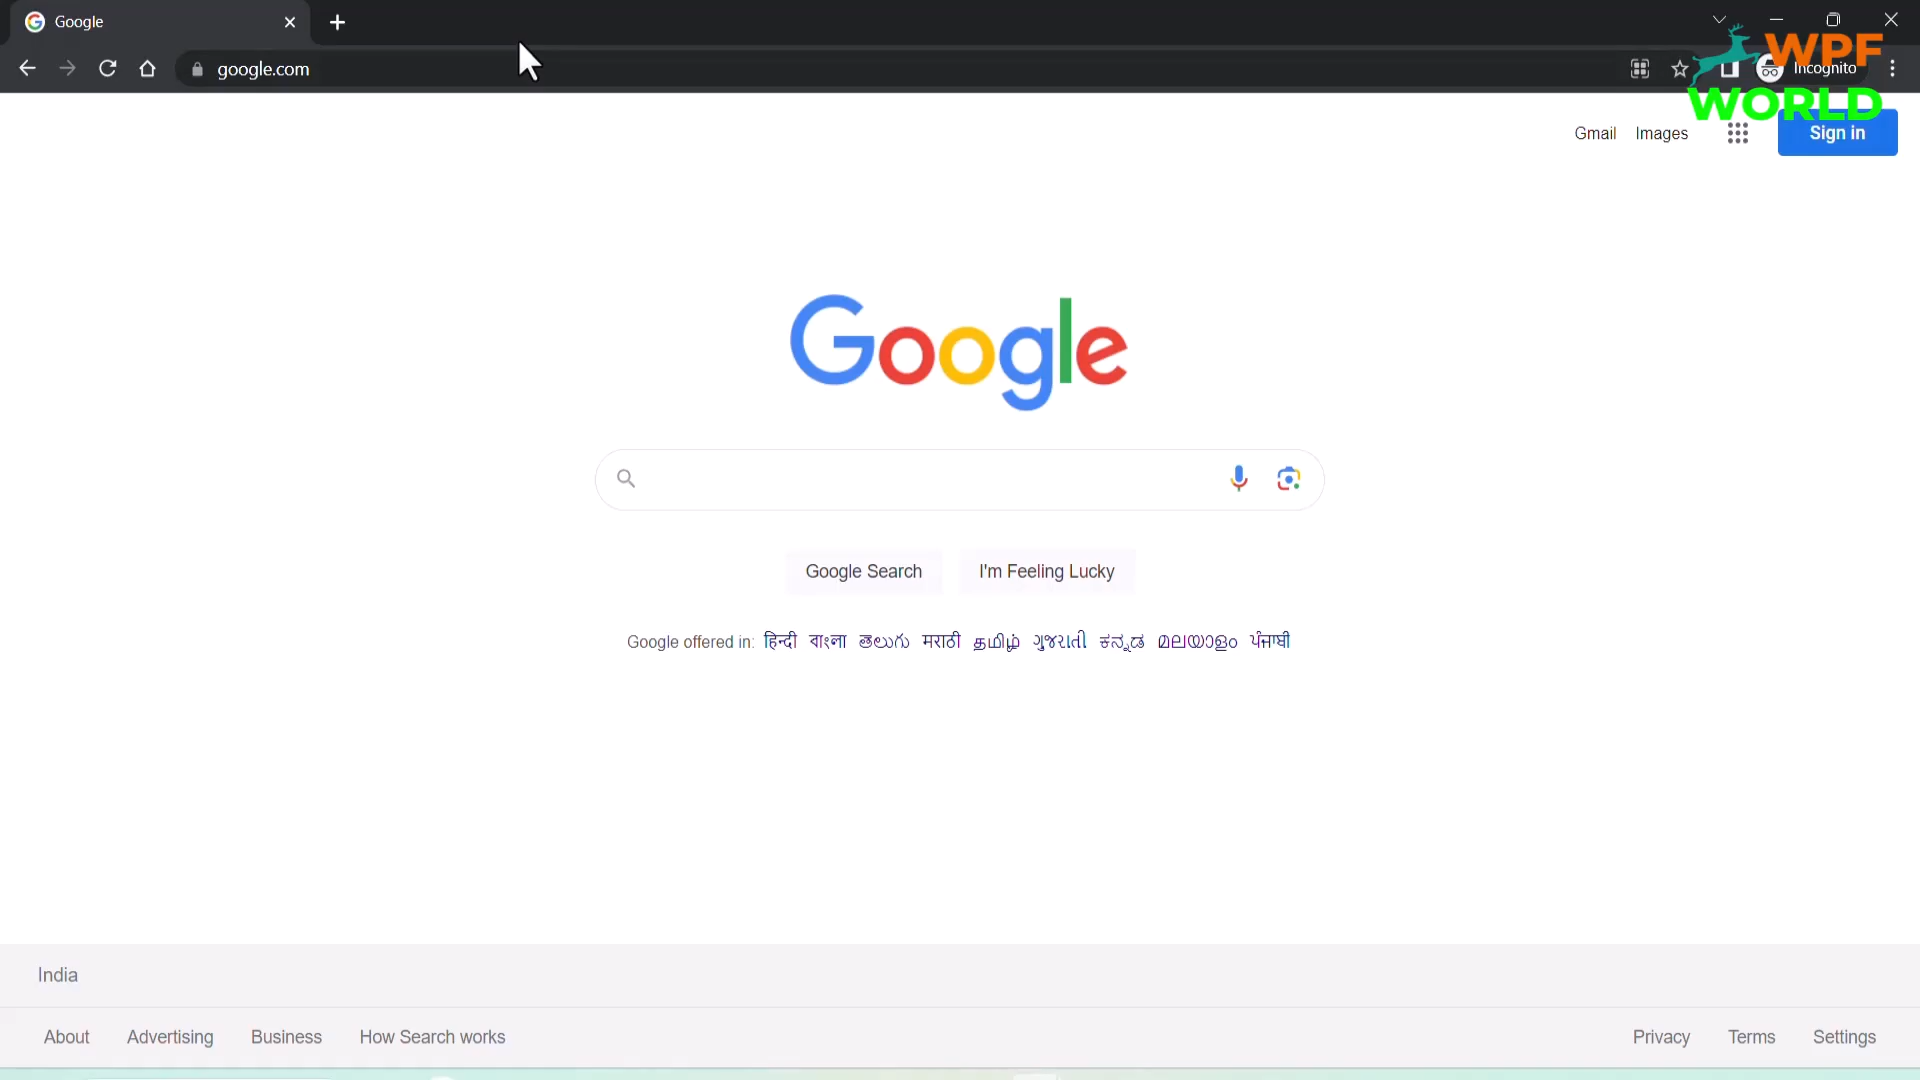 Google
google.com
Incognito
WPF
WORLD
Gmail Images Sign in
Google
Google Search I'm Feeling Lucky
Google offered in: हिन्दी বাংলা తెలుగు मराठी தமிழ் ગુજરાતી ಕನ್ನಡ മലയാളം ਪੰਜਾਬੀ
India
About Advertising Business How Search works Privacy Terms Settings